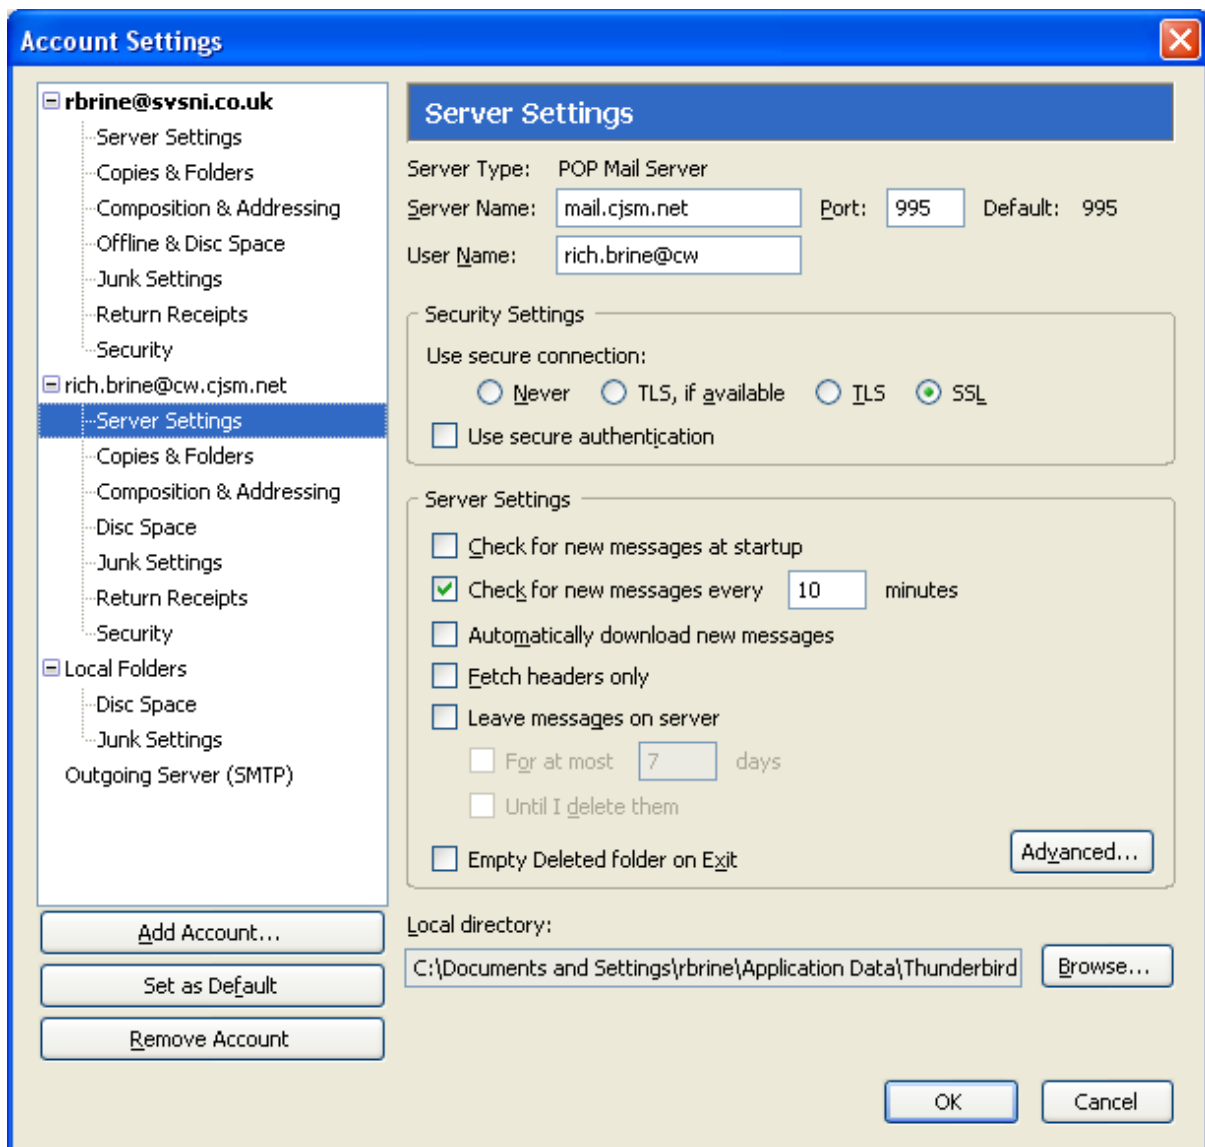 Account Settings
rbrine@svsni.co.uk
Server Settings
Copies & Folders
Composition & Addressing
Offline & Disc Space
Junk Settings
Return Receipts
Security
rich.brine@cw.cjsm.net
Server Settings
Copies & Folders
Composition & Addressing
Disc Space
Junk Settings
Return Receipts
Security
Local Folders
Disc Space
Junk Settings
Outgoing Server (SMTP)
Add Account...
Set as Default
Remove Account
Server Settings
Server Type: POP Mail Server
Server Name: mail.cjsm.net Port: 995 Default: 995
User Name: rich.brine@cw
Security Settings
Use secure connection:
Never TLS, if available TLS SSL
Use secure authentication
Server Settings
Check for new messages at startup
Check for new messages every 10 minutes
Automatically download new messages
Fetch headers only
Leave messages on server
For at most 7 days
Until I delete them
Empty Deleted folder on Exit
Advanced...
Local directory:
C:\Documents and Settings\rbrine\Application Data\Thunderbird Browse...
OK Cancel